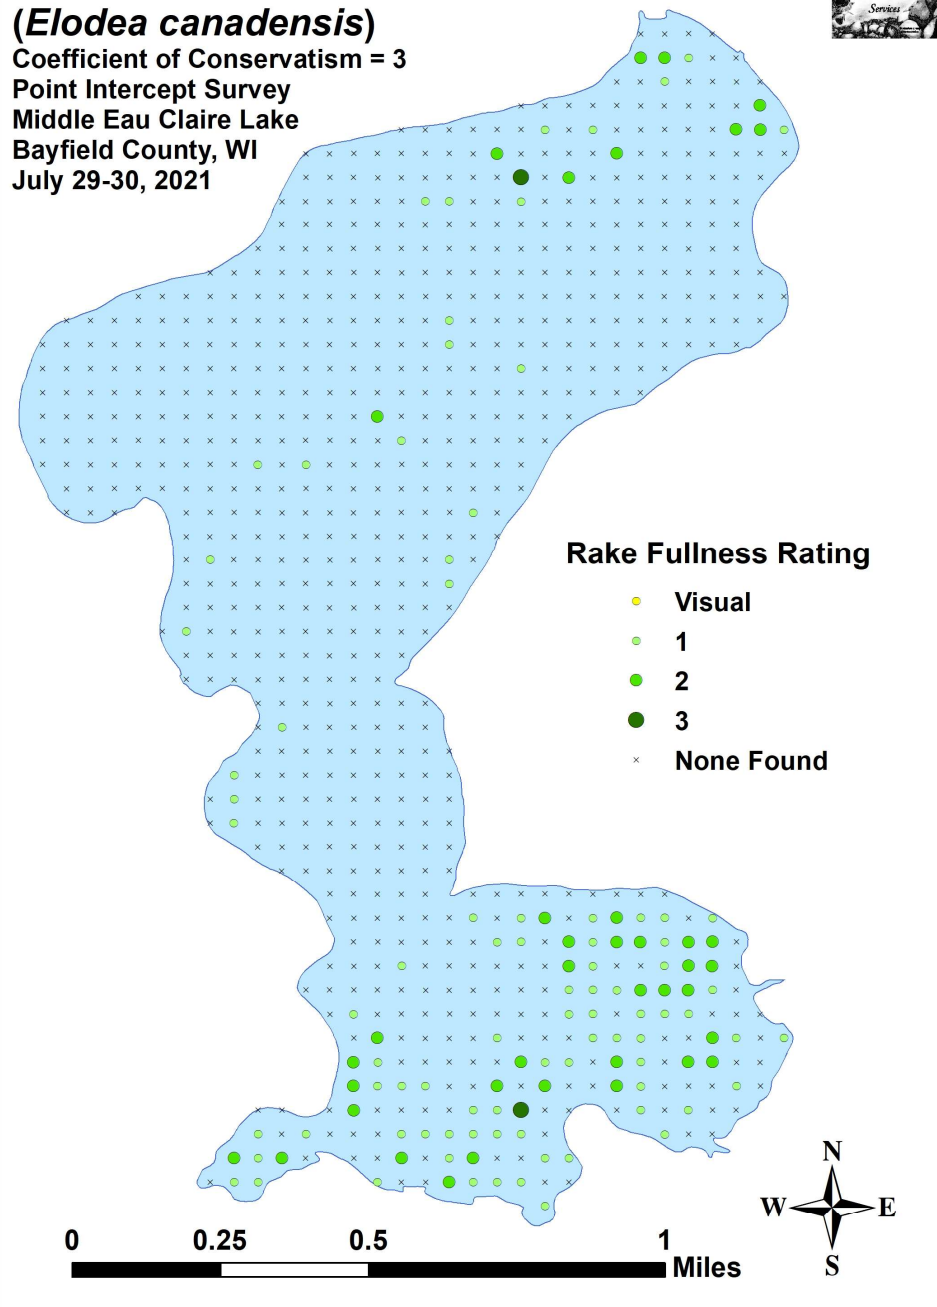 (Elodea canadensis)
Coefficient of Conservatism = 3
Point Intercept Survey
Middle Eau Claire Lake
Bayfield County, WI
July 29-30, 2021
Services
Rake Fullness Rating
Visual
1
2
3
None Found
N
W E
S
0 0.25 0.5 1
Miles